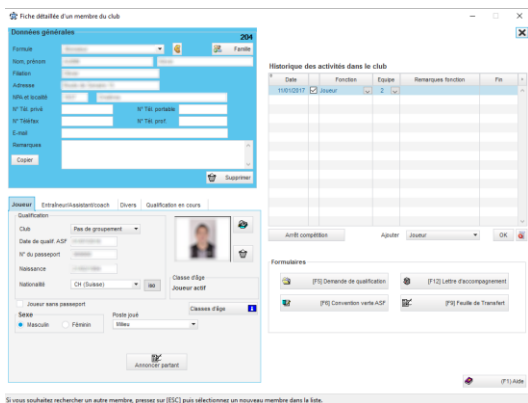 Fiche détaillée d'un membre du club
Données générales
204
Formule
Famille
Nom, prénom
Filiation
Adresse
NPA et localité
N° Tél. privé
N° Tél. portable
N° Téléfax
N° Tél. prof.
E-mail
Remarques
Copier
Supprimer
Historique des activités dans le club
Date Fonction Equipe Remarques fonction Fin
11/01/2017 Joueur 2
Joueur Entraîneur/Assistant/coach Divers Qualification en cours
Qualification
Club Pas de groupement
Date de qualif. ASF
N° du passeport
Naissance
Nationalité CH (Suisse) ISO
Joueur sans passeport
Classe d'âge
Joueur actif
Classes d'âge
Sexe
Masculin Féminin
Poste joué
Milieu
Annoncer partant
Arrêt compétition Ajouter Joueur OK
Formulaires
[F5] Demande de qualification
[F12] Lettre d'accompagnement
[F6] Convention verte ASF
[F9] Feuille de Transfert
(F1) Aide
Si vous souhaitez rechercher un autre membre, pressez sur [ESC] puis sélectionnez un nouveau membre dans la liste.